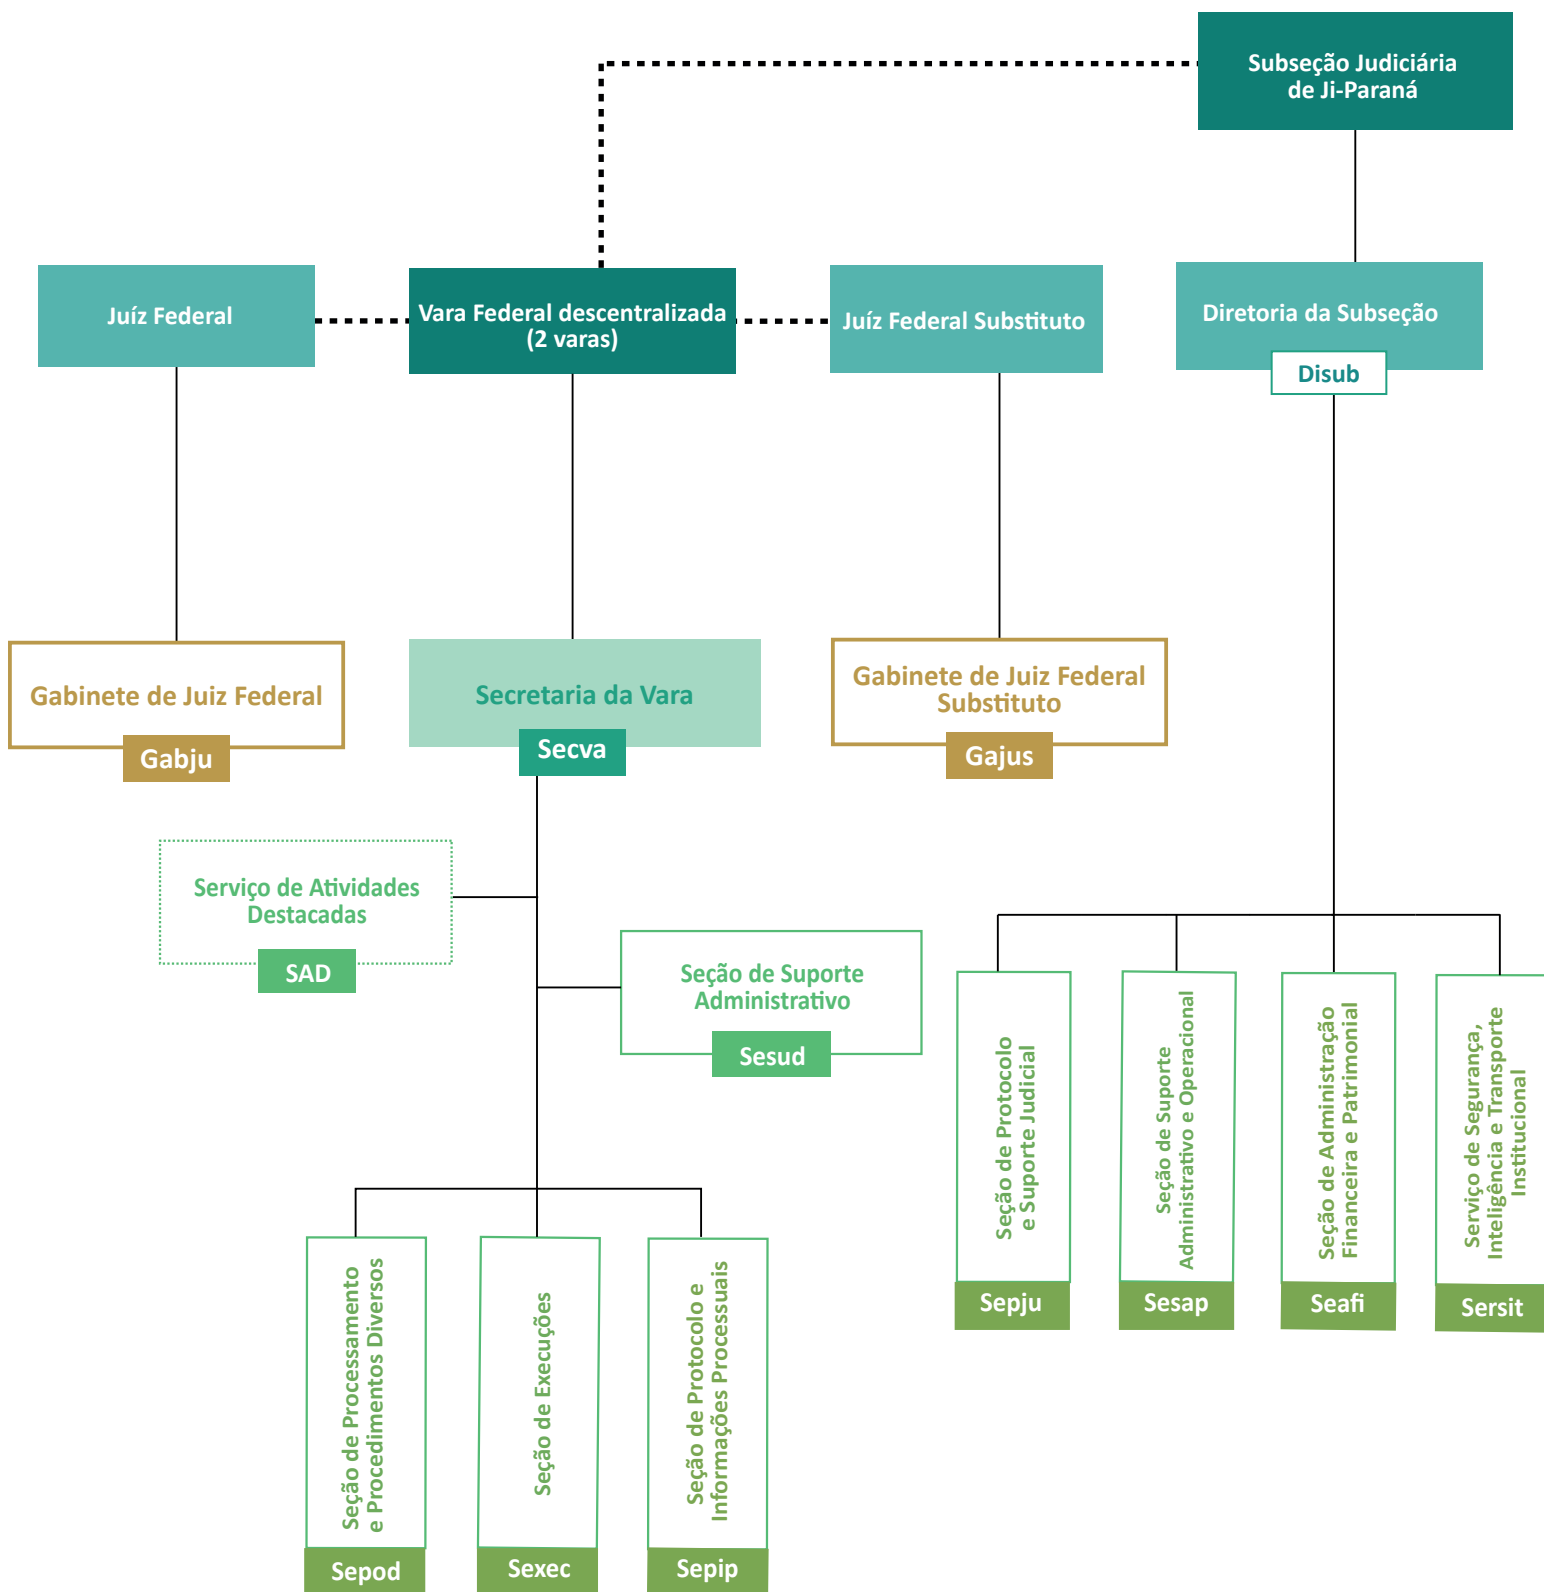 Subseção Judiciária
de Ji-Paraná
Juíz Federal
Vara Federal descentralizada
(2 varas)
Juíz Federal Substituto
Diretoria da Subseção
Disub
Gabinete de Juiz Federal
Gabju
Secretaria da Vara
Secva
Gabinete de Juiz Federal
Substituto
Gajus
Serviço de Atividades
Destacadas
SAD
Seção de Suporte
Administrativo
Sesud
Seção de Protocolo
e Suporte Judicial
Sepju
Seção de Suporte
Administrativo e Operacional
Sesap
Seção de Administração
Financeira e Patrimonial
Seafi
Serviço de Segurança,
Inteligência e Transporte
Institucional
Sersit
Seção de Processamento
e Procedimentos Diversos
Sepod
Seção de Execuções
Sexec
Seção de Protocolo e
Informações Processuais
Sepip